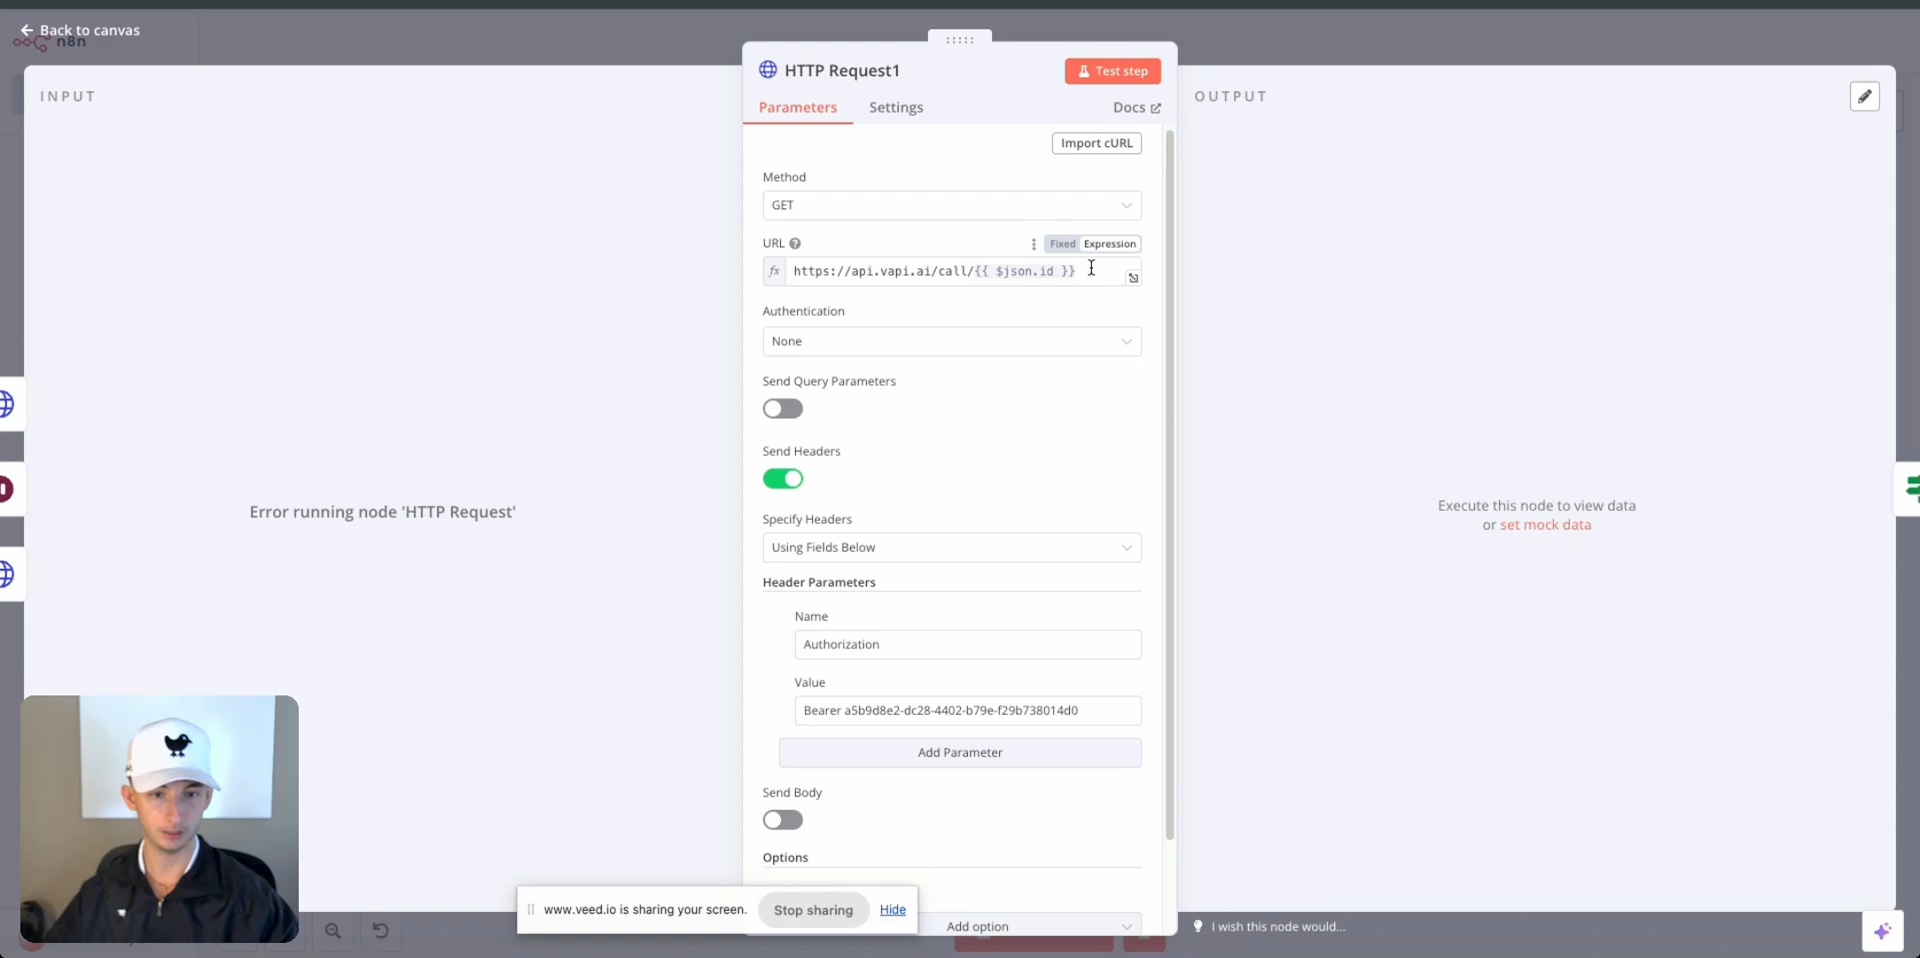 Back to canvas
n8n
INPUT
HTTP Request1
Test step
Parameters
Settings
Docs
OUTPUT
Import cURL
Method
GET
URL
Fixed
Expression
fx
https://api.vapi.ai/call/{{ $json.id }}
Authentication
None
Send Query Parameters
Send Headers
Specify Headers
Using Fields Below
Error running node 'HTTP Request'
Execute this node to view data
or set mock data
Header Parameters
Name
Authorization
Value
Bearer a5b9d8e2-dc28-4402-b79e-f29b738014d0
Add Parameter
Send Body
Options
www.veed.io is sharing your screen.
Stop sharing
Hide
Add option
I wish this node would...